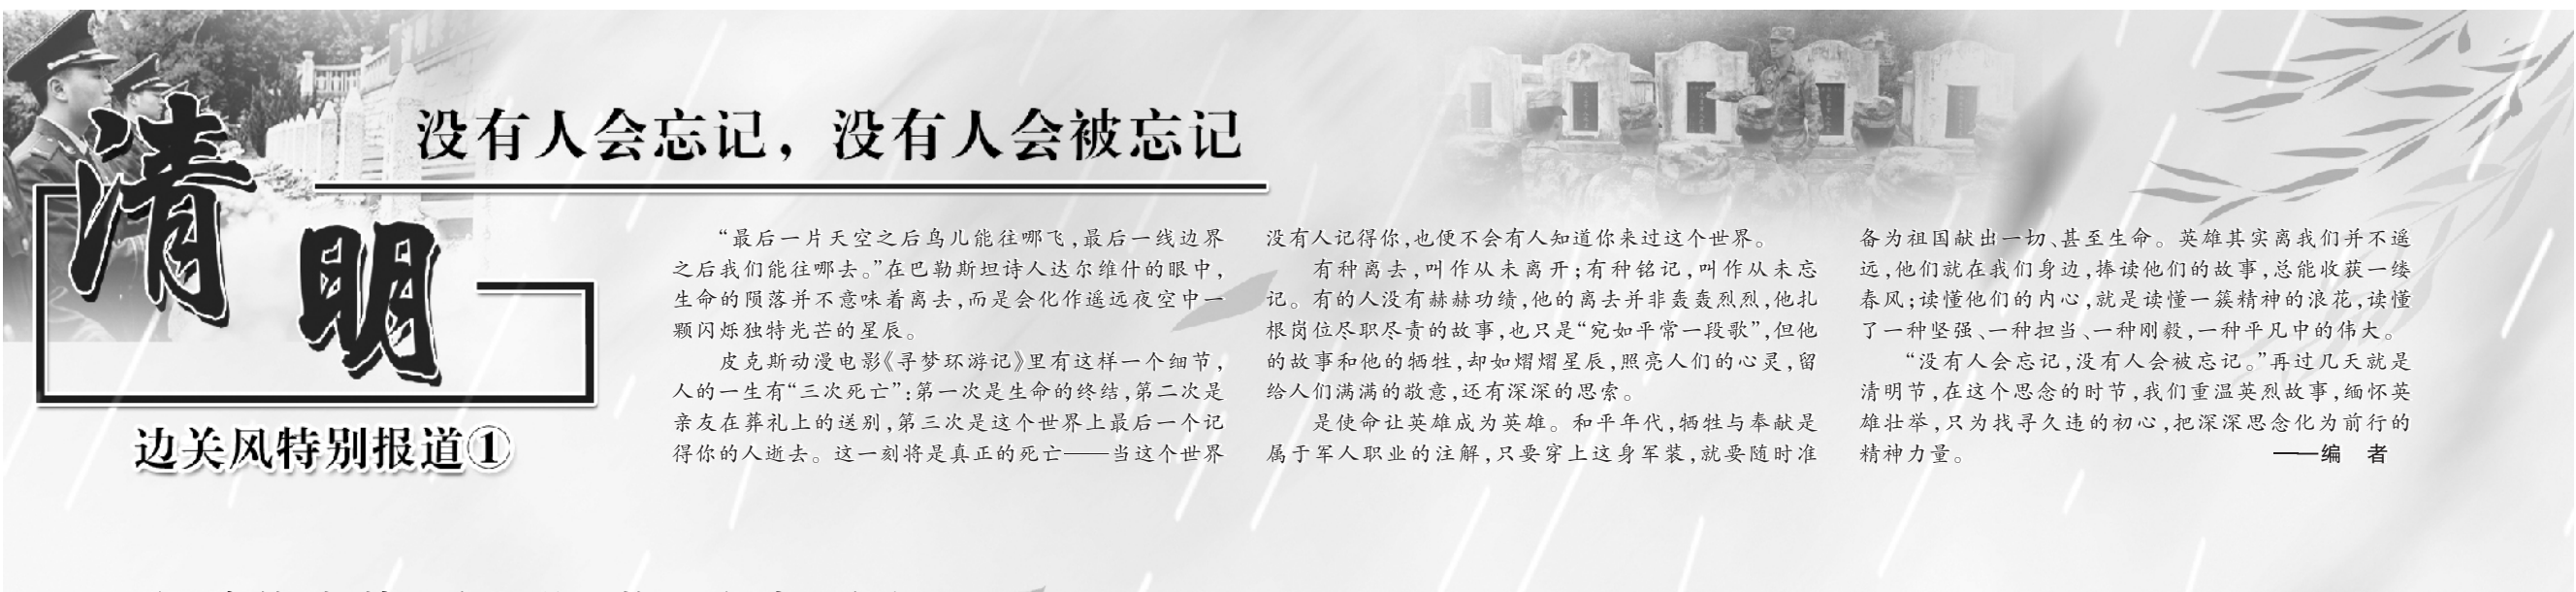 清明
边关风特别报道①
没有人会忘记，没有人会被忘记
“最后一片天空之后鸟儿能往哪飞，最后一线边界
之后我们能往哪去。”在巴勒斯坦诗人达尔维什的眼中，
生命的陨落并不意味着离去，而是会化作遥远夜空中一
颗闪烁独特光芒的星辰。
皮克斯动漫电影《寻梦环游记》里有这样一个细节，
人的一生有“三次死亡”：第一次是生命的终结，第二次是
亲友在葬礼上的送别，第三次是这个世界上最后一个记
得你的人逝去。这一刻将是真正的死亡——当这个世界
没有人记得你，也便不会有人知道你来过这个世界。
有种离去，叫作从未离开；有种铭记，叫作从未忘
记。有的人没有赫赫功绩，他的离去并非轰轰烈烈，他扎
根岗位尽职尽责的故事，也只是“宛如平常一段歌”，但他
的故事和他的牺牲，却如熠熠星辰，照亮人们的心灵，留
给人们满满的敬意，还有深深的思索。
是使命让英雄成为英雄。和平年代，牺牲与奉献是
属于军人职业的注解，只要穿上这身军装，就要随时准
备为祖国献出一切、甚至生命。英雄其实离我们并不遥
远，他们就在我们身边，捧读他们的故事，总能收获一缕
春风；读懂他们的内心，就是读懂一簇精神的浪花，读懂
了一种坚强、一种担当、一种刚毅，一种平凡中的伟大。
“没有人会忘记，没有人会被忘记。”再过几天就是
清明节，在这个思念的时节，我们重温英烈故事，缅怀英
雄壮举，只为找寻久违的初心，把深深思念化为前行的
精神力量。
——编　者